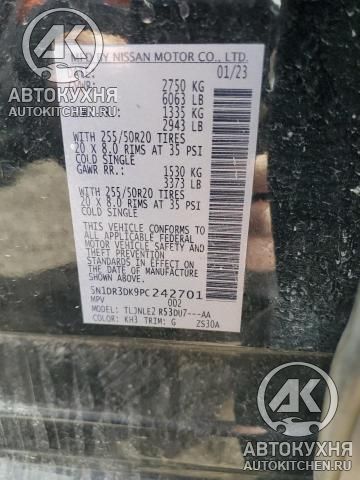 MFD BY NISSAN MOTOR CO., LTD.
01/23
2750 KG
6063 LB
1335 KG
2943 LB
WITH 255/50R20 TIRES
20 x 8.0 RIMS AT 35 PSI
COLD SINGLE
GAWR RR.: 1530 KG
3373 LB
WITH 255/50R20 TIRES
20 x 8.0 RIMS AT 35 PSI
COLD SINGLE
THIS VEHICLE CONFORMS TO
ALL APPLICABLE FEDERAL
MOTOR VEHICLE SAFETY AND
THEFT PREVENTION
STANDARDS IN EFFECT ON
THE DATE OF MANUFACTURE
SHOWN ABOVE.
5N1DR3DK9PC242701
MPV 002
MODEL: TLJNLE2 R53DU7---AA
COLOR: KH3 TRIM: G ZS30A
АК
АВТОКУХНЯ
AUTOKITCHEN.RU
АК
АВТОКУХНЯ
AUTOKITCHEN.RU